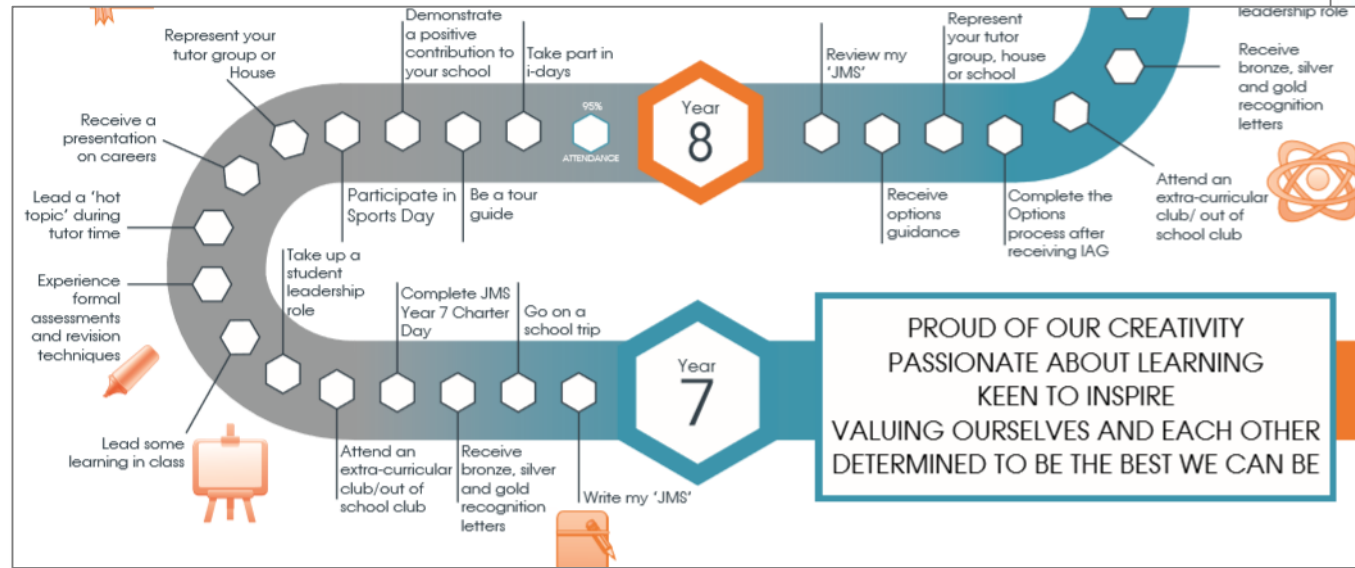 Demonstrate
a positive
contribution to
your school
Represent your
tutor group or
House
Take part in
i-days
Receive a
presentation
on careers
Lead a ‘hot
topic’ during
tutor time
Experience
formal
assessments
and revision
techniques
Lead some
learning in class
Participate in
Sports Day
Be a tour
guide
95%
ATTENDANCE
Year
8
Review my
‘JMS’
Represent
your tutor
group, house
or school
leadership role
Receive
bronze, silver
and gold
recognition
letters
Receive
options
guidance
Complete the
Options
process after
receiving IAG
Attend an
extra-curricular
club/ out of
school club
Take up a
student
leadership
role
Complete JMS
Year 7 Charter
Day
Go on a
school trip
Attend an
extra-curricular
club/out of
school club
Receive
bronze, silver
and gold
recognition
letters
Write my ‘JMS’
Year
7
PROUD OF OUR CREATIVITY
PASSIONATE ABOUT LEARNING
KEEN TO INSPIRE
VALUING OURSELVES AND EACH OTHER
DETERMINED TO BE THE BEST WE CAN BE